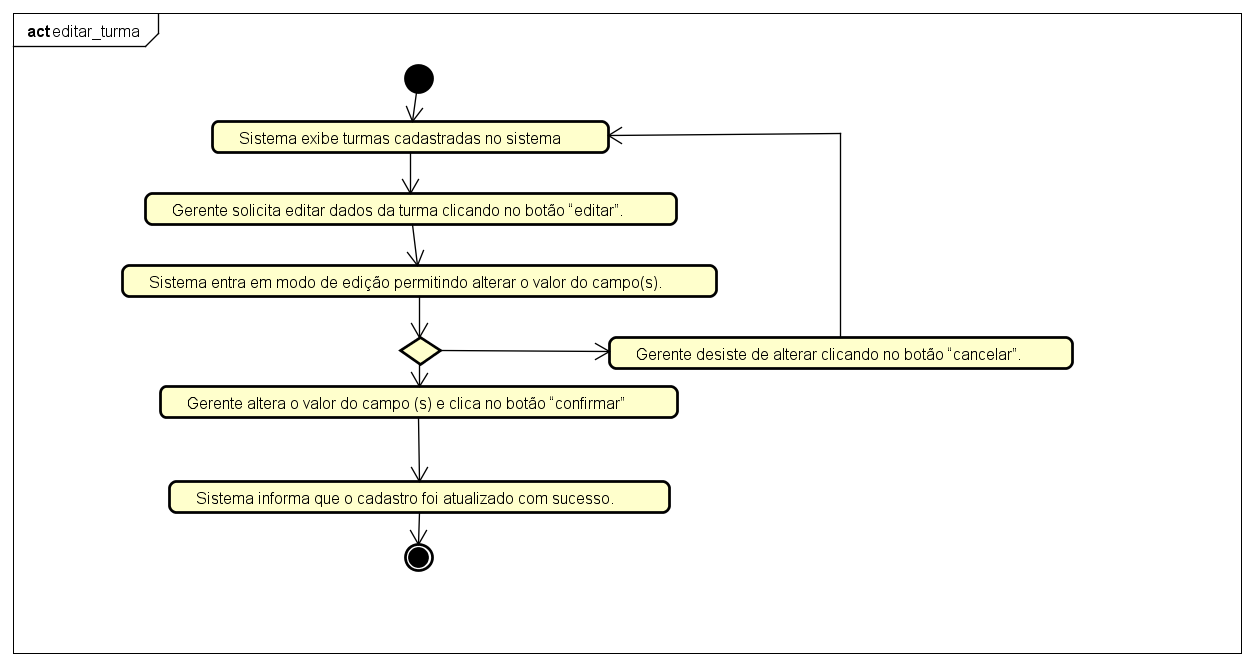 act editar_turma
Sistema exibe turmas cadastradas no sistema
Gerente solicita editar dados da turma clicando no botão “editar”.
Sistema entra em modo de edição permitindo alterar o valor do campo(s).
Gerente desiste de alterar clicando no botão “cancelar”.
Gerente altera o valor do campo (s) e clica no botão “confirmar”
Sistema informa que o cadastro foi atualizado com sucesso.